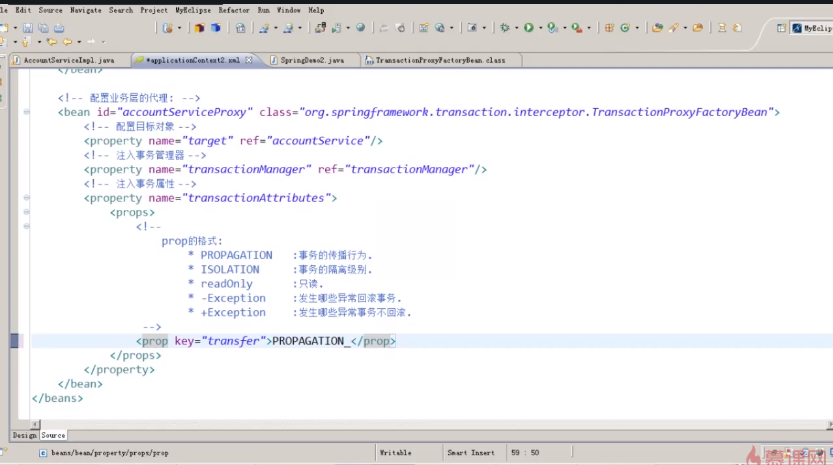 le Edit Source Navigate Search Project MyEclipse Refactor Run Window Help
MyEclip
AccountServiceImpl.java *applicationContext2.xml SpringDemo2.java TransactionProxyFactoryBean.class
</bean>
<!-- 配置业务层的代理: -->
<bean id="accountServiceProxy" class="org.springframework.transaction.interceptor.TransactionProxyFactoryBean">
<!-- 配置目标对象 -->
<property name="target" ref="accountService"/>
<!-- 注入事务管理器 -->
<property name="transactionManager" ref="transactionManager"/>
<!-- 注入事务属性 -->
<property name="transactionAttributes">
<props>
<!--
prop的格式:
* PROPAGATION :事务的传播行为.
* ISOLATION :事务的隔离级别.
* readOnly :只读.
* -Exception :发生哪些异常回滚事务.
* +Exception :发生哪些异常事务不回滚.
-->
<prop key="transfer">PROPAGATION_</prop>
</props>
</property>
</bean>
</beans>
Design Source
beans/bean/property/props/prop Writable Smart Insert 59 : 50
慕课网